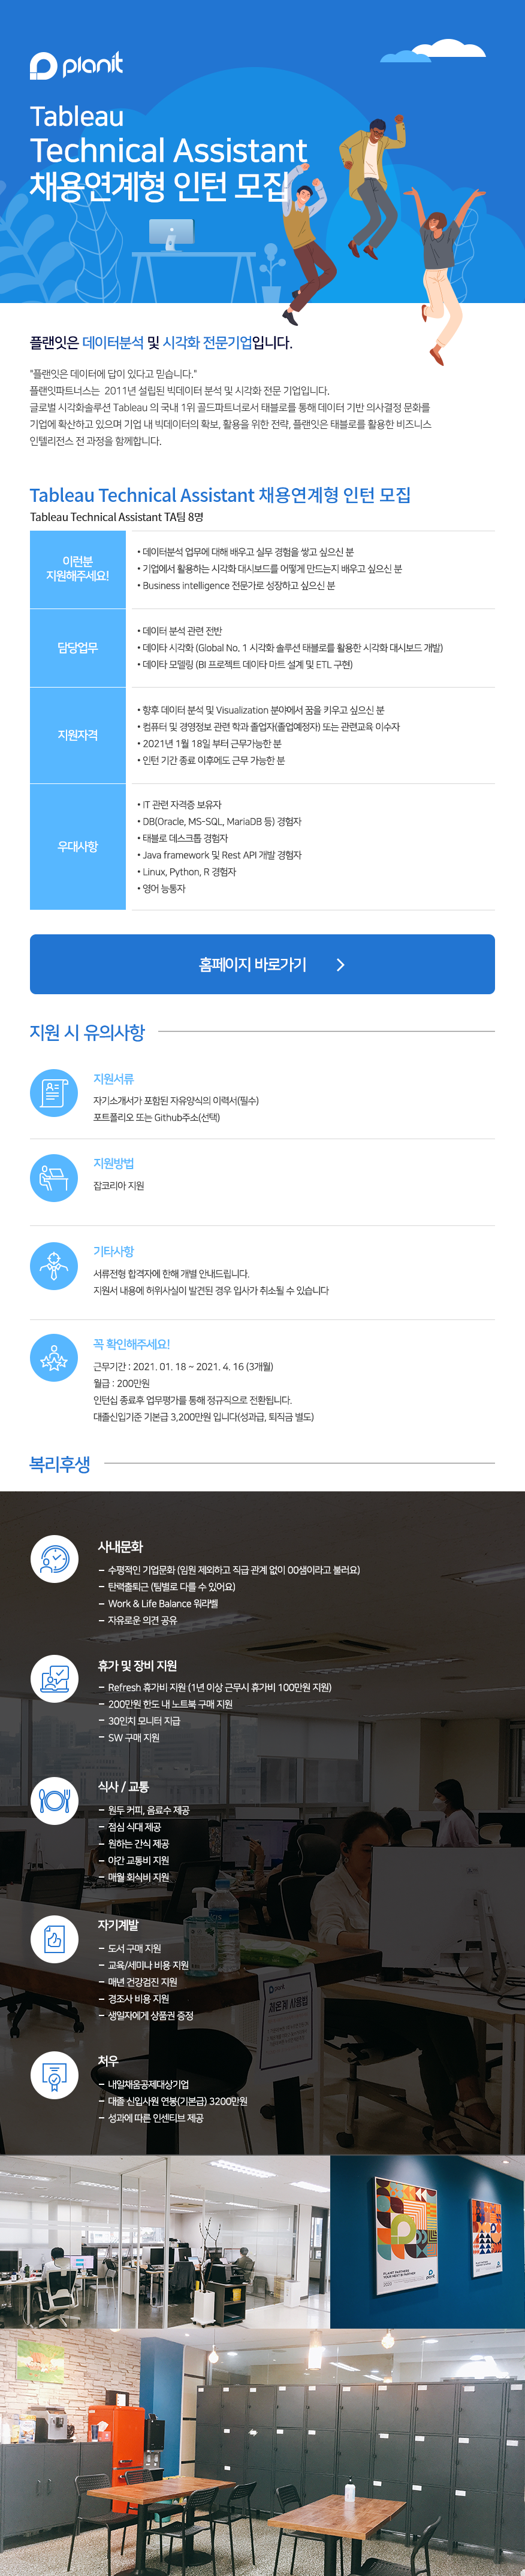 planit
Tableau
Technical Assistant
채용연계형 인턴 모집
플랜잇은 데이터분석 및 시각화 전문기업입니다.
"플랜잇은 데이터에 답이 있다고 믿습니다."
플랜잇파트너스는 2011년 설립된 빅데이터 분석 및 시각화 전문 기업입니다.
글로벌 시각화솔루션 Tableau 의 국내 1위 골드파트너로서 태블로를 통해 데이터 기반 의사결정 문화를
기업에 확산하고 있으며 기업 내 빅데이터의 확보, 활용을 위한 전략, 플랜잇은 태블로를 활용한 비즈니스
인텔리전스 전 과정을 함께합니다.
Tableau Technical Assistant 채용연계형 인턴 모집
Tableau Technical Assistant TA팀 8명
이런분
지원해주세요!
• 데이터분석 업무에 대해 배우고 실무 경험을 쌓고 싶으신 분
• 기업에서 활용하는 시각화 대시보드를 어떻게 만드는지 배우고 싶으신 분
• Business intelligence 전문가로 성장하고 싶으신 분
담당업무
• 데이터 분석 관련 전반
• 데이타 시각화 (Global No. 1 시각화 솔루션 태블로를 활용한 시각화 대시보드 개발)
• 데이타 모델링 (BI 프로젝트 데이타 마트 설계 및 ETL 구현)
지원자격
• 향후 데이터 분석 및 Visualization 분야에서 꿈을 키우고 싶으신 분
• 컴퓨터 및 경영정보 관련 학과 졸업자(졸업예정자) 또는 관련교육 이수자
• 2021년 1월 18일 부터 근무가능한 분
• 인턴 기간 종료 이후에도 근무 가능한 분
우대사항
• IT 관련 자격증 보유자
• DB(Oracle, MS-SQL, MariaDB 등) 경험자
• 태블로 데스크톱 경험자
• Java framework 및 Rest API 개발 경험자
• Linux, Python, R 경험자
• 영어 능통자
홈페이지 바로가기
지원 시 유의사항
지원서류
자기소개서가 포함된 자유양식의 이력서(필수)
포트폴리오 또는 Github주소(선택)
지원방법
잡코리아 지원
기타사항
서류전형 합격자에 한해 개별 안내드립니다.
지원서 내용에 허위사실이 발견된 경우 입사가 취소될 수 있습니다
꼭 확인해주세요!
근무기간 : 2021. 01. 18 ~ 2021. 4. 16 (3개월)
월급 : 200만원
인턴십 종료후 업무평가를 통해 정규직으로 전환됩니다.
대졸신입기준 기본급 3,200만원 입니다(성과급, 퇴직금 별도)
복리후생
사내문화
– 수평적인 기업문화 (임원 제외하고 직급 관계 없이 00쌤이라고 불러요)
– 탄력출퇴근 (팀별로 다를 수 있어요)
– Work & Life Balance 워라벨
– 자유로운 의견 공유
휴가 및 장비 지원
– Refresh 휴가비 지원 (1년 이상 근무시 휴가비 100만원 지원)
– 200만원 한도 내 노트북 구매 지원
– 30인치 모니터 지급
– SW 구매 지원
식사 / 교통
– 원두 커피, 음료수 제공
– 점심 식대 제공
– 원하는 간식 제공
– 야간 교통비 지원
– 매월 회식비 지원
자기계발
– 도서 구매 지원
– 교육/세미나 비용 지원
– 매년 건강검진 지원
– 경조사 비용 지원
– 생일자에게 상품권 증정
planit
체온계 사용법
처우
– 내일채움공제대상기업
– 대졸 신입사원 연봉(기본급) 3200만원
– 성과에 따른 인센티브 제공
planit